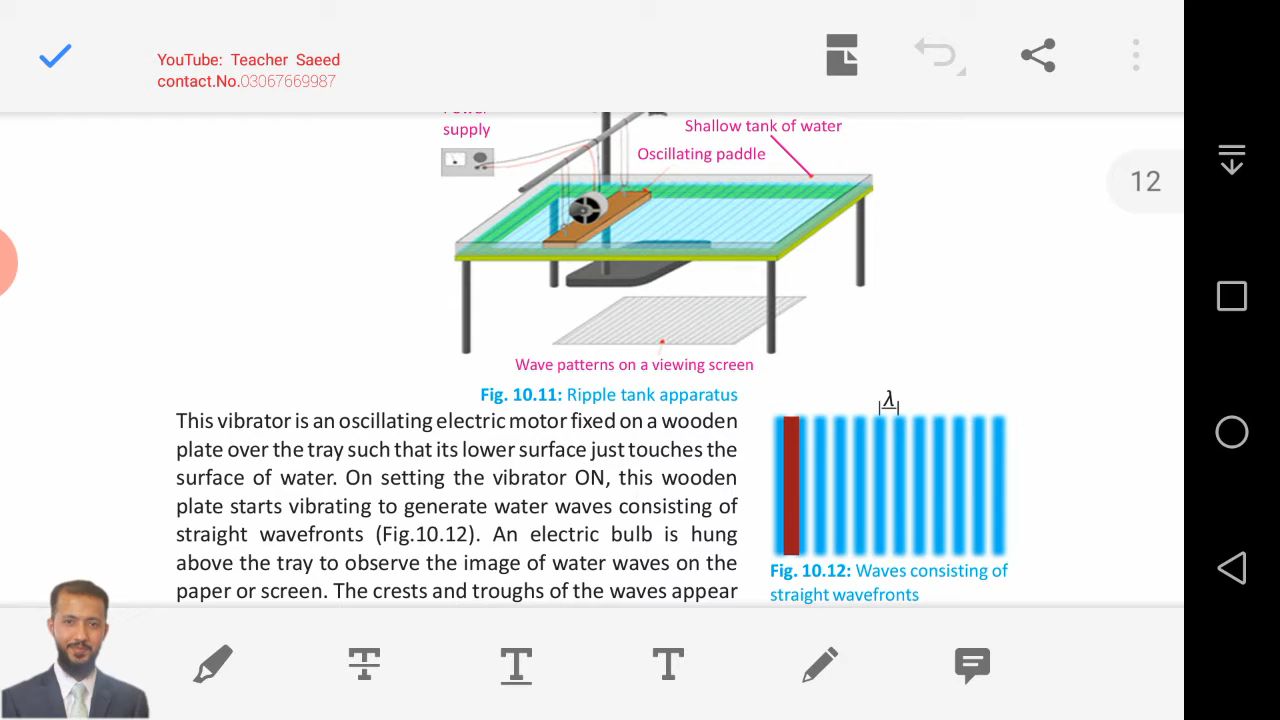 YouTube: Teacher Saeed
contact.No.03067669987
12
supply
Shallow tank of water
Oscillating paddle
Wave patterns on a viewing screen
Fig. 10.11: Ripple tank apparatus
λ
This vibrator is an oscillating electric motor fixed on a wooden
plate over the tray such that its lower surface just touches the
surface of water. On setting the vibrator ON, this wooden
plate starts vibrating to generate water waves consisting of
straight wavefronts (Fig.10.12). An electric bulb is hung
above the tray to observe the image of water waves on the
paper or screen. The crests and troughs of the waves appear
Fig. 10.12: Waves consisting of
straight wavefronts
T
T
T